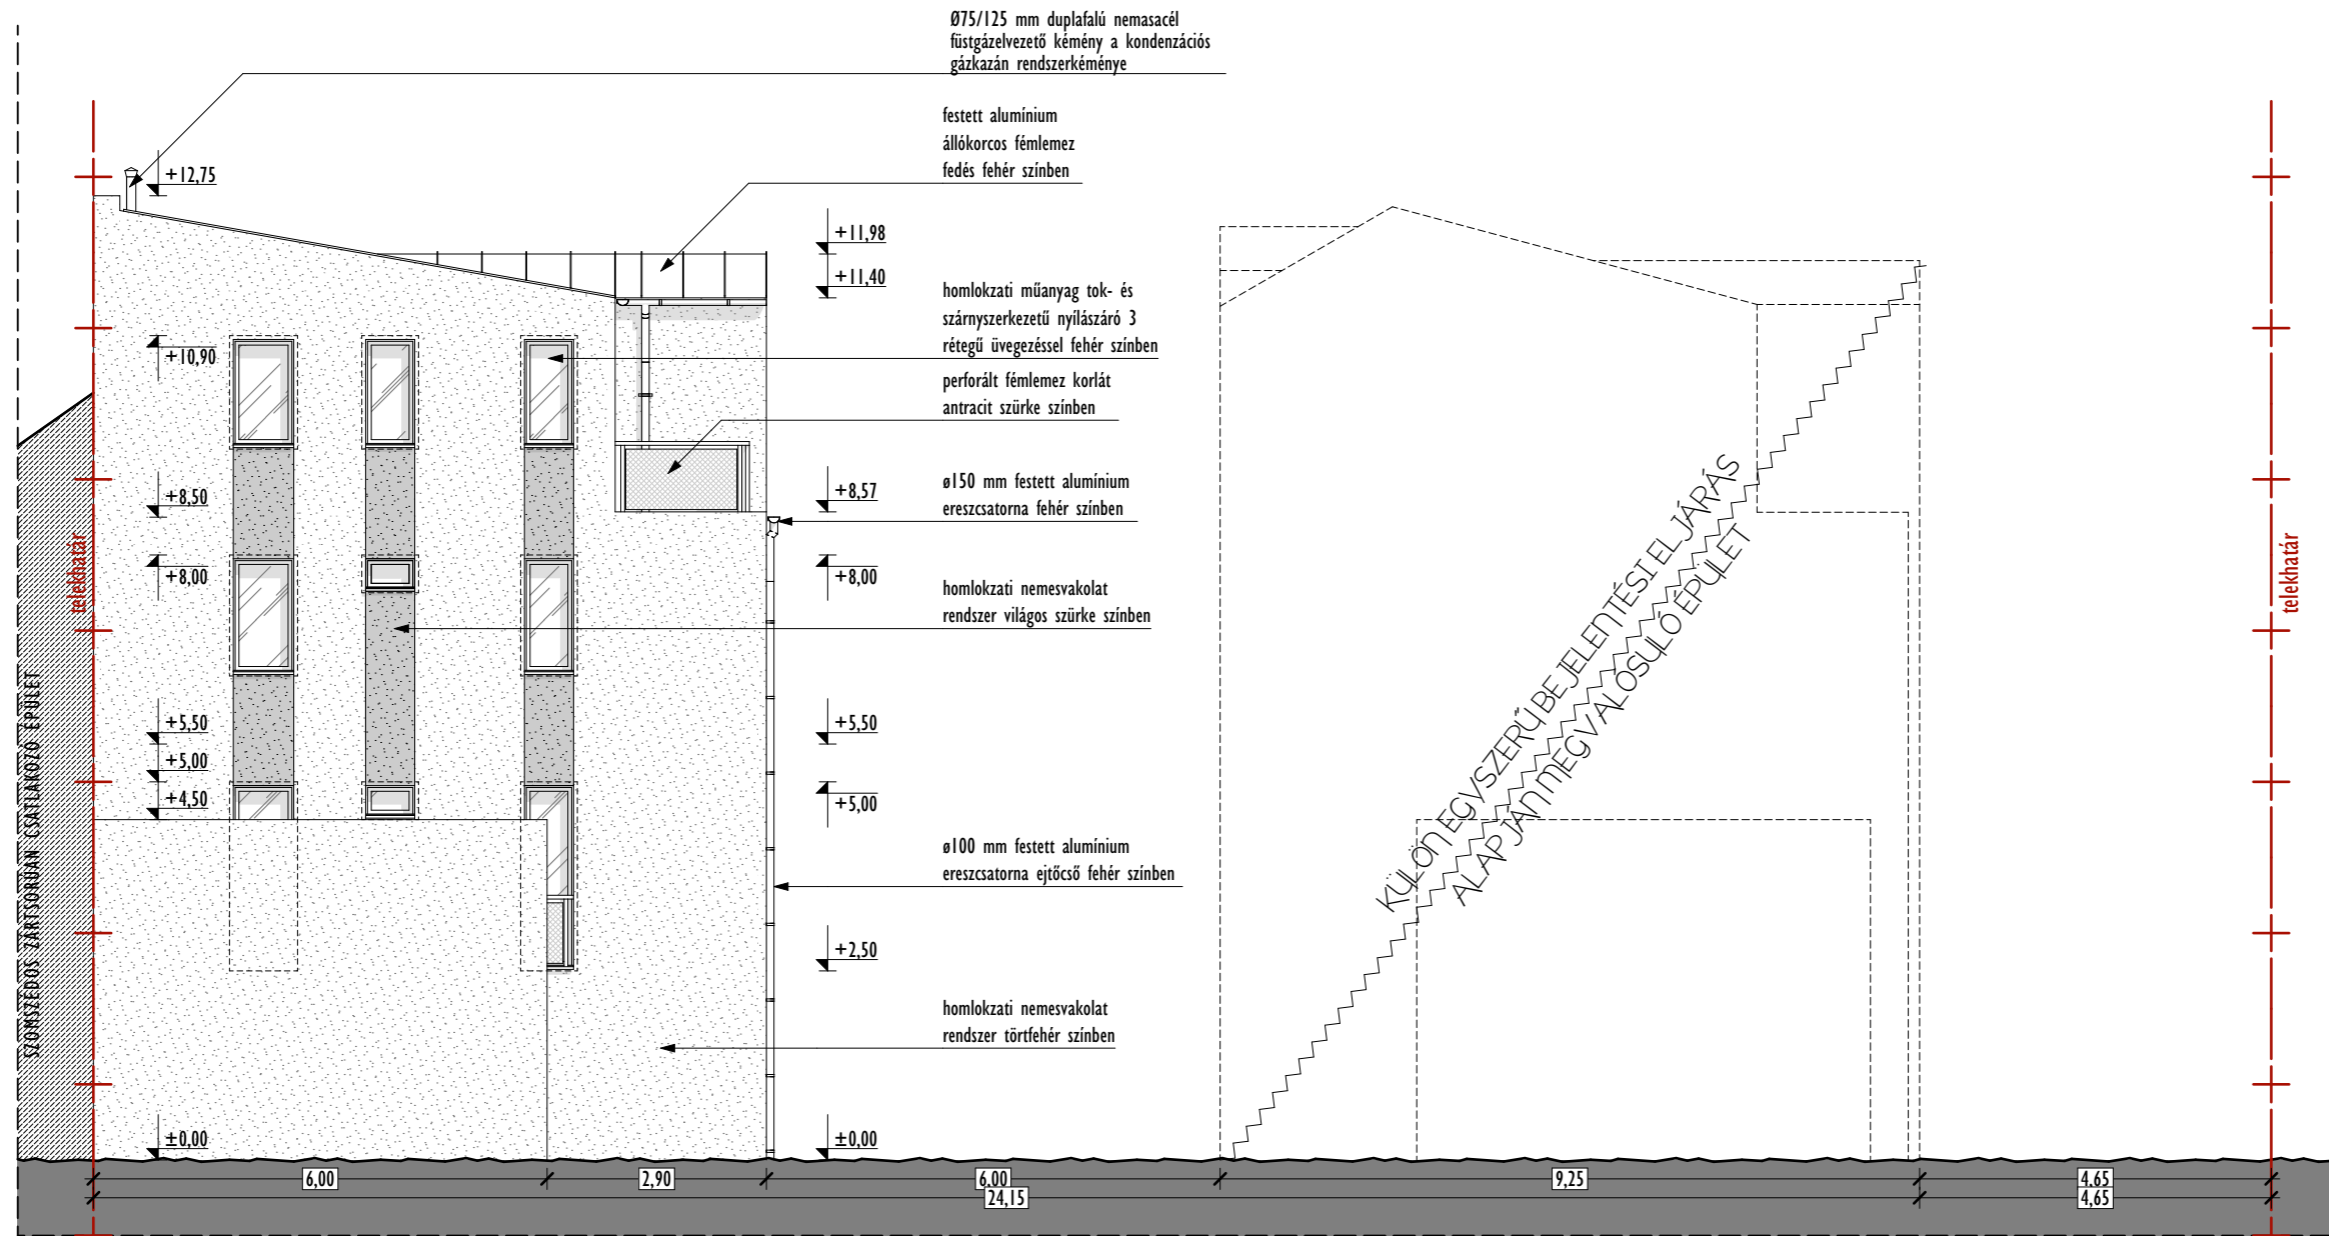 Ø75/125 mm duplafalú nemasacél
füstgázelvezető kémény a kondenzációs
gázkazán rendszerkéménye
festett alumínium
állókorcos fémlemez
fedés fehér színben
homlokzati műanyag tok- és
szárnyszerkezetű nyílászáró 3
rétegű üvegezéssel fehér színben
perforált fémlemez korlát
antracit szürke színben
ø150 mm festett alumínium
ereszcsatorna fehér színben
homlokzati nemesvakolat
rendszer világos szürke színben
ø100 mm festett alumínium
ereszcsatorna ejtőcső fehér színben
homlokzati nemesvakolat
rendszer törtfehér színben
+12,75
+10,90
+8,50
+8,00
+5,50
+5,00
+4,50
±0,00
+11,98
+11,40
+8,57
+8,00
+5,50
+5,00
+2,50
±0,00
telekhatár
SZOMSZÉDOS ZÁRTSORÚAN CSATLAKOZÓ ÉPÜLET
KÜLÖN EGYSZERŰ BEJELENTÉSI ELJÁRÁS
ALAPJÁN MEGVALÓSULÓ ÉPÜLET
telekhatár
6,00
2,90
6,00
9,25
4,65
24,15
4,65